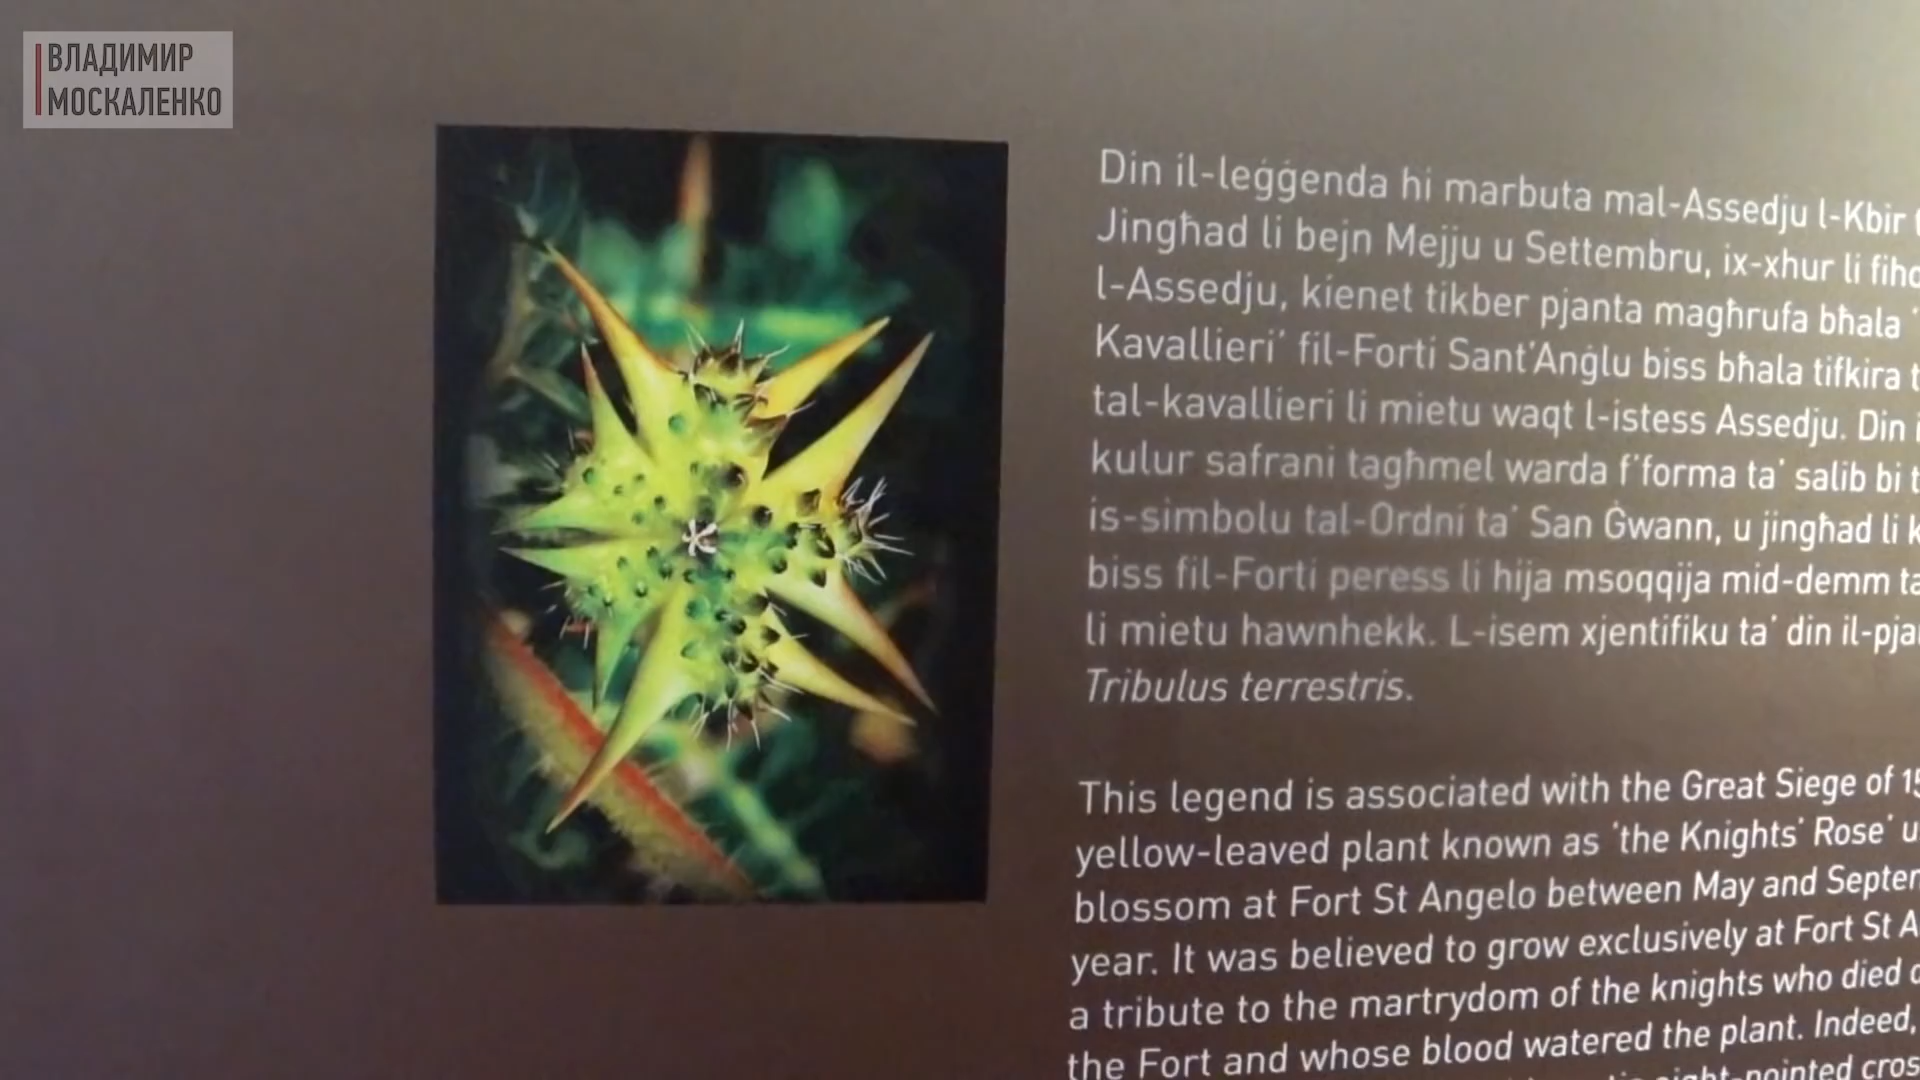 ВЛАДИМИР
МОСКАЛЕНКО
Din il-leġġenda hi marbuta mal-Assedju l-Kbir
Jingħad li bejn Mejju u Settembru, ix-xhur li
l-Assedju, kienet tikber pjanta magħrufa bħala '
Kavallieri' fil-Forti Sant'Anġlu biss bħala tifkira
tal-kavallieri li mietu waqt l-istess Assedju. Din
kulur safrani tagħmel warda f'forma ta' salib bi
is-simbolu tal-Ordni ta' San Ġwann, u jingħad li
biss fil-Forti peress li hija msoqqija mid-demm
li mietu hawnhekk. L-isem xjentifiku ta' din
Tribulus terrestris.
This legend is associated with the Great Siege of
yellow-leaved plant known as 'the Knights' Rose'
blossom at Fort St Angelo between May and
year. It was believed to grow exclusively at Fort St
a tribute to the martrydom of the knights who died
the Fort and whose blood watered the plant. Indeed,